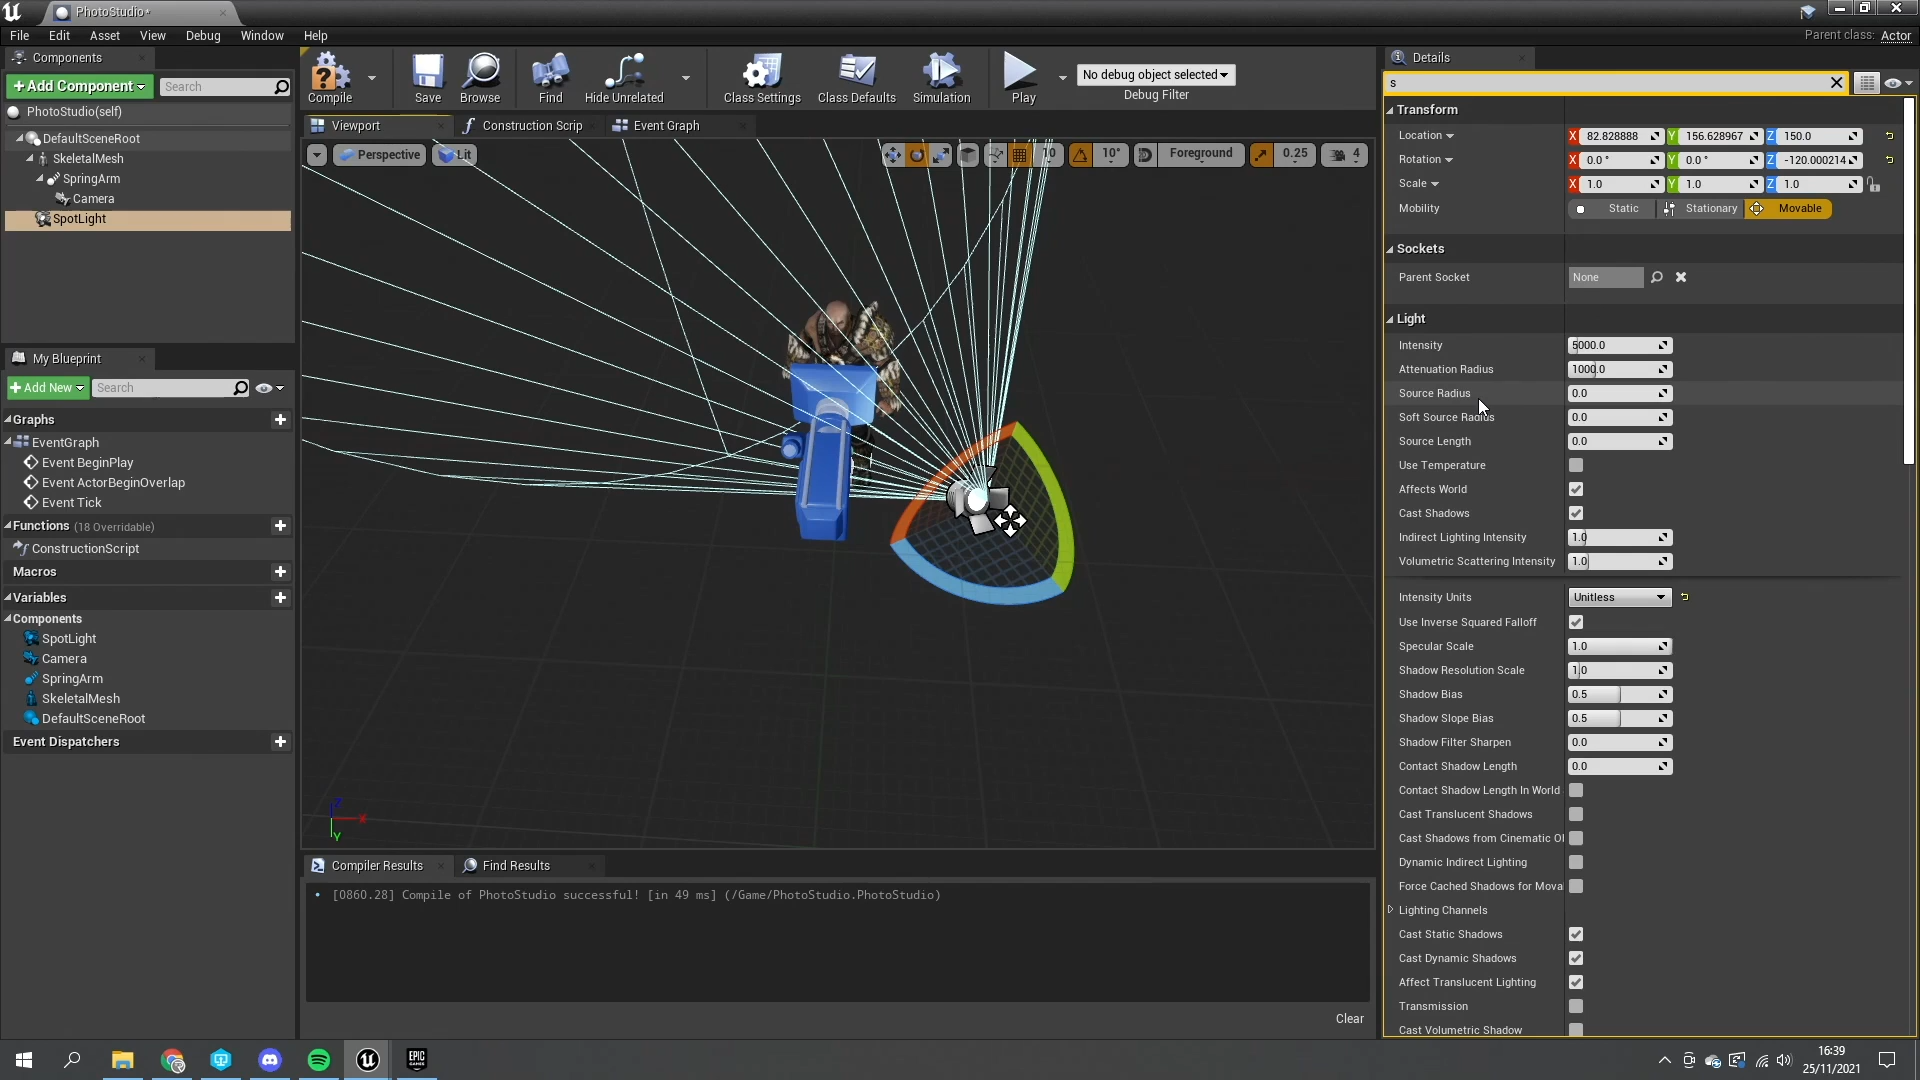 PhotoStudio*
File Edit Asset View Debug Window Help
Parent class: Actor
Components
+Add Component Search
PhotoStudio(self)
DefaultSceneRoot
SkeletalMesh
SpringArm
Camera
SpotLight
My Blueprint
+Add New Search
Graphs
EventGraph
Event BeginPlay
Event ActorBeginOverlap
Event Tick
Functions (18 Overridable)
ConstructionScript
Macros
Variables
Components
SpotLight
Camera
SpringArm
SkeletalMesh
DefaultSceneRoot
Event Dispatchers
Compile Save Browse Find Hide Unrelated Class Settings Class Defaults Simulation Play
No debug object selected
Debug Filter
Viewport Construction Scrip Event Graph
Perspective Lit 10 10° Foreground 0.25 4
Z
X
Y
Compiler Results Find Results
[0860.28] Compile of PhotoStudio successful! [in 49 ms] (/Game/PhotoStudio.PhotoStudio)
Clear
Details
s
Transform
Location X 82.828888 Y 156.628967 Z 150.0
Rotation X 0.0 ° Y 0.0 ° Z -120.000214
Scale X 1.0 Y 1.0 Z 1.0
Mobility Static Stationary Movable
Sockets
Parent Socket None
Light
Intensity 5000.0
Attenuation Radius 1000.0
Source Radius 0.0
Soft Source Radius 0.0
Source Length 0.0
Use Temperature
Affects World
Cast Shadows
Indirect Lighting Intensity 1.0
Volumetric Scattering Intensity 1.0
Intensity Units Unitless
Use Inverse Squared Falloff
Specular Scale 1.0
Shadow Resolution Scale 1.0
Shadow Bias 0.5
Shadow Slope Bias 0.5
Shadow Filter Sharpen 0.0
Contact Shadow Length 0.0
Contact Shadow Length In World
Cast Translucent Shadows
Cast Shadows from Cinematic Ol
Dynamic Indirect Lighting
Force Cached Shadows for Mova
Lighting Channels
Cast Static Shadows
Cast Dynamic Shadows
Affect Translucent Lighting
Transmission
Cast Volumetric Shadow
EPIC GAMES
16:39
25/11/2021